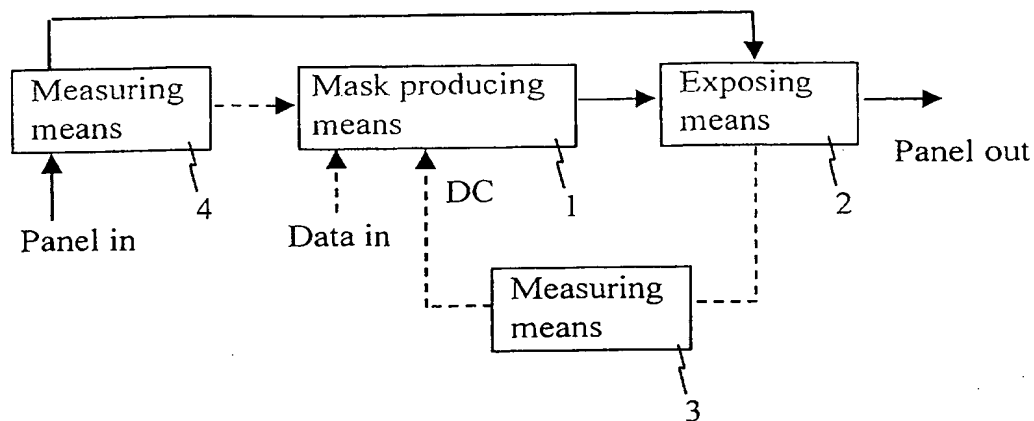 Measuring
means
Mask producing
means
Exposing
means
4
DC
1
2
Panel out
Panel in
Data in
Measuring
means
3